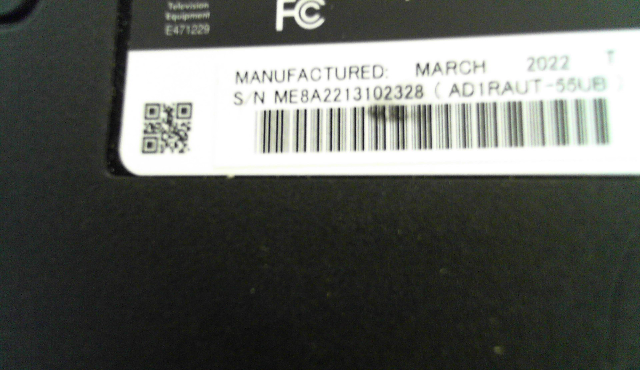 Television
Equipment
E471229
FC
MANUFACTURED: MARCH 2022 T
S/N ME8A2213102328 ( AD1RAUT-55UB )